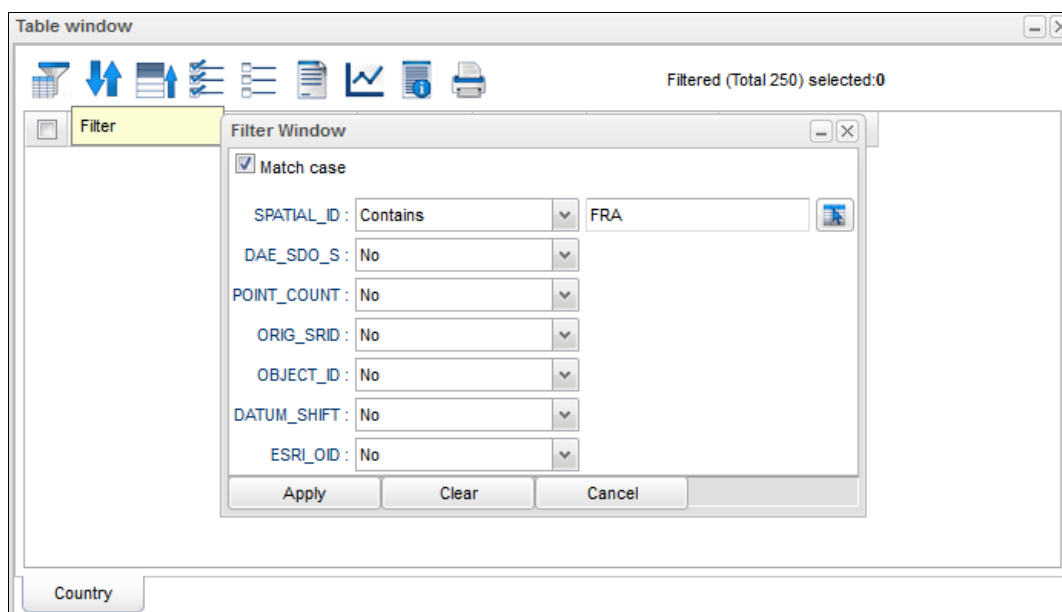 Table window
Filtered (Total 250) selected:0
Filter
Filter Window
Match case
SPATIAL_ID : Contains FRA
DAE_SDO_S : No
POINT_COUNT : No
ORIG_SRID : No
OBJECT_ID : No
DATUM_SHIFT : No
ESRI_OID : No
Apply Clear Cancel
Country